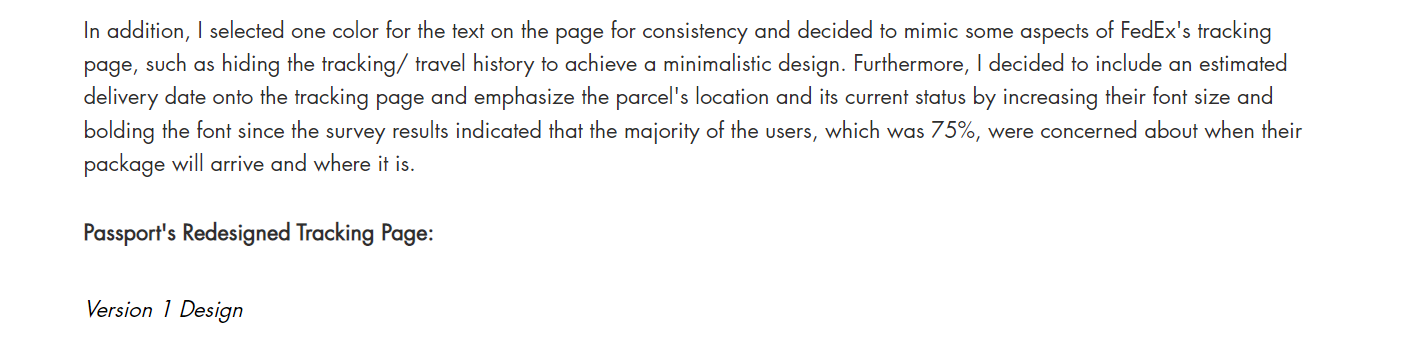 In addition, I selected one color for the text on the page for consistency and decided to mimic some aspects of FedEx's tracking
page, such as hiding the tracking/ travel history to achieve a minimalistic design. Furthermore, I decided to include an estimated
delivery date onto the tracking page and emphasize the parcel's location and its current status by increasing their font size and
bolding the font since the survey results indicated that the majority of the users, which was 75%, were concerned about when their
package will arrive and where it is.
Passport's Redesigned Tracking Page:
Version 1 Design